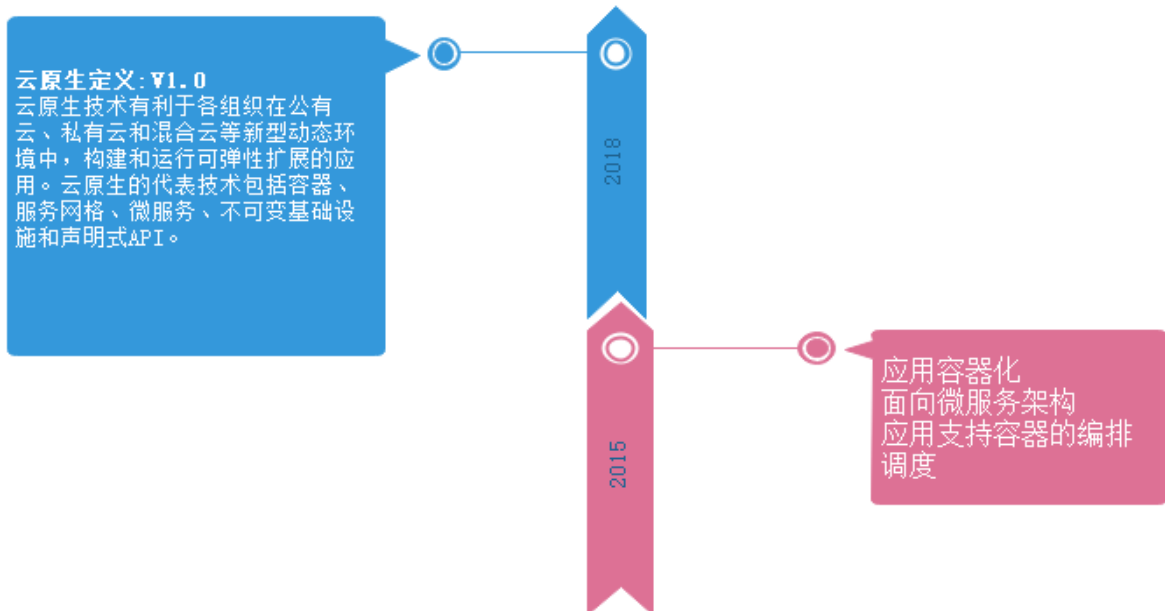 云原生定义:V1.0
云原生技术有利于各组织在公有
云、私有云和混合云等新型动态环
境中，构建和运行可弹性扩展的应
用。云原生的代表技术包括容器、
服务网格、微服务、不可变基础设
施和声明式API。
2018
应用容器化
面向微服务架构
应用支持容器的编排
调度
2015